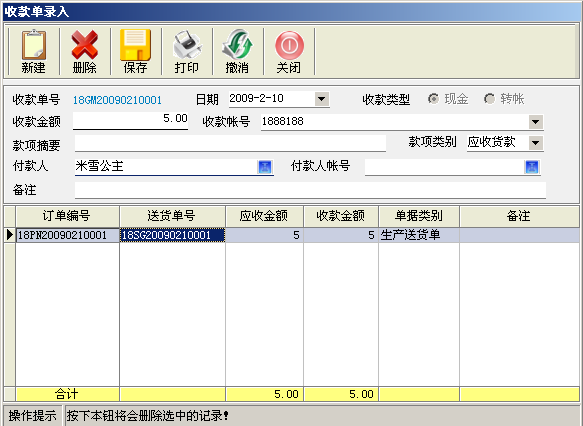 收款单录入
新建 删除 保存 打印 撤消 关闭
收款单号 18GM20090210001 日期 2009-2-10 收款类型 现金 转帐
收款金额 5.00 收款帐号 1888188
款项摘要 款项类别 应收货款
付款人 米雪公主 付款人帐号
备注
订单编号 送货单号 应收金额 收款金额 单据类别 备注
18PN20090210001 18SG20090210001 5 5 生产送货单
合计 5.00 5.00
操作提示 按下本钮将会删除选中的记录!